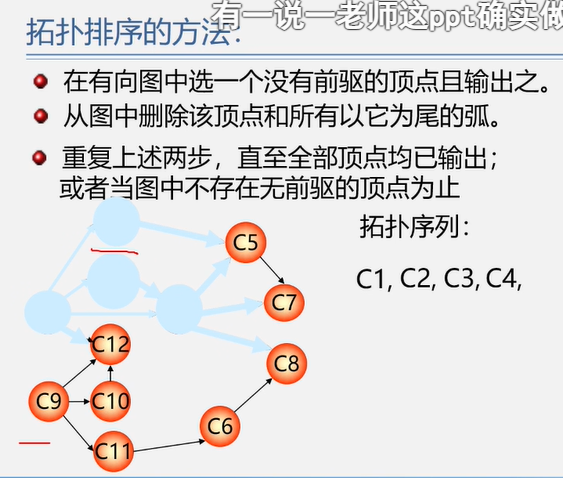 有一说一老师这ppt确实做
拓扑排序的方法：
在有向图中选一个没有前驱的顶点且输出之。
从图中删除该顶点和所有以它为尾的弧。
重复上述两步，直至全部顶点均已输出；
或者当图中不存在无前驱的顶点为止
拓扑序列：
C1, C2, C3, C4,
C5
C7
C12
C8
C9
C10
C6
C11